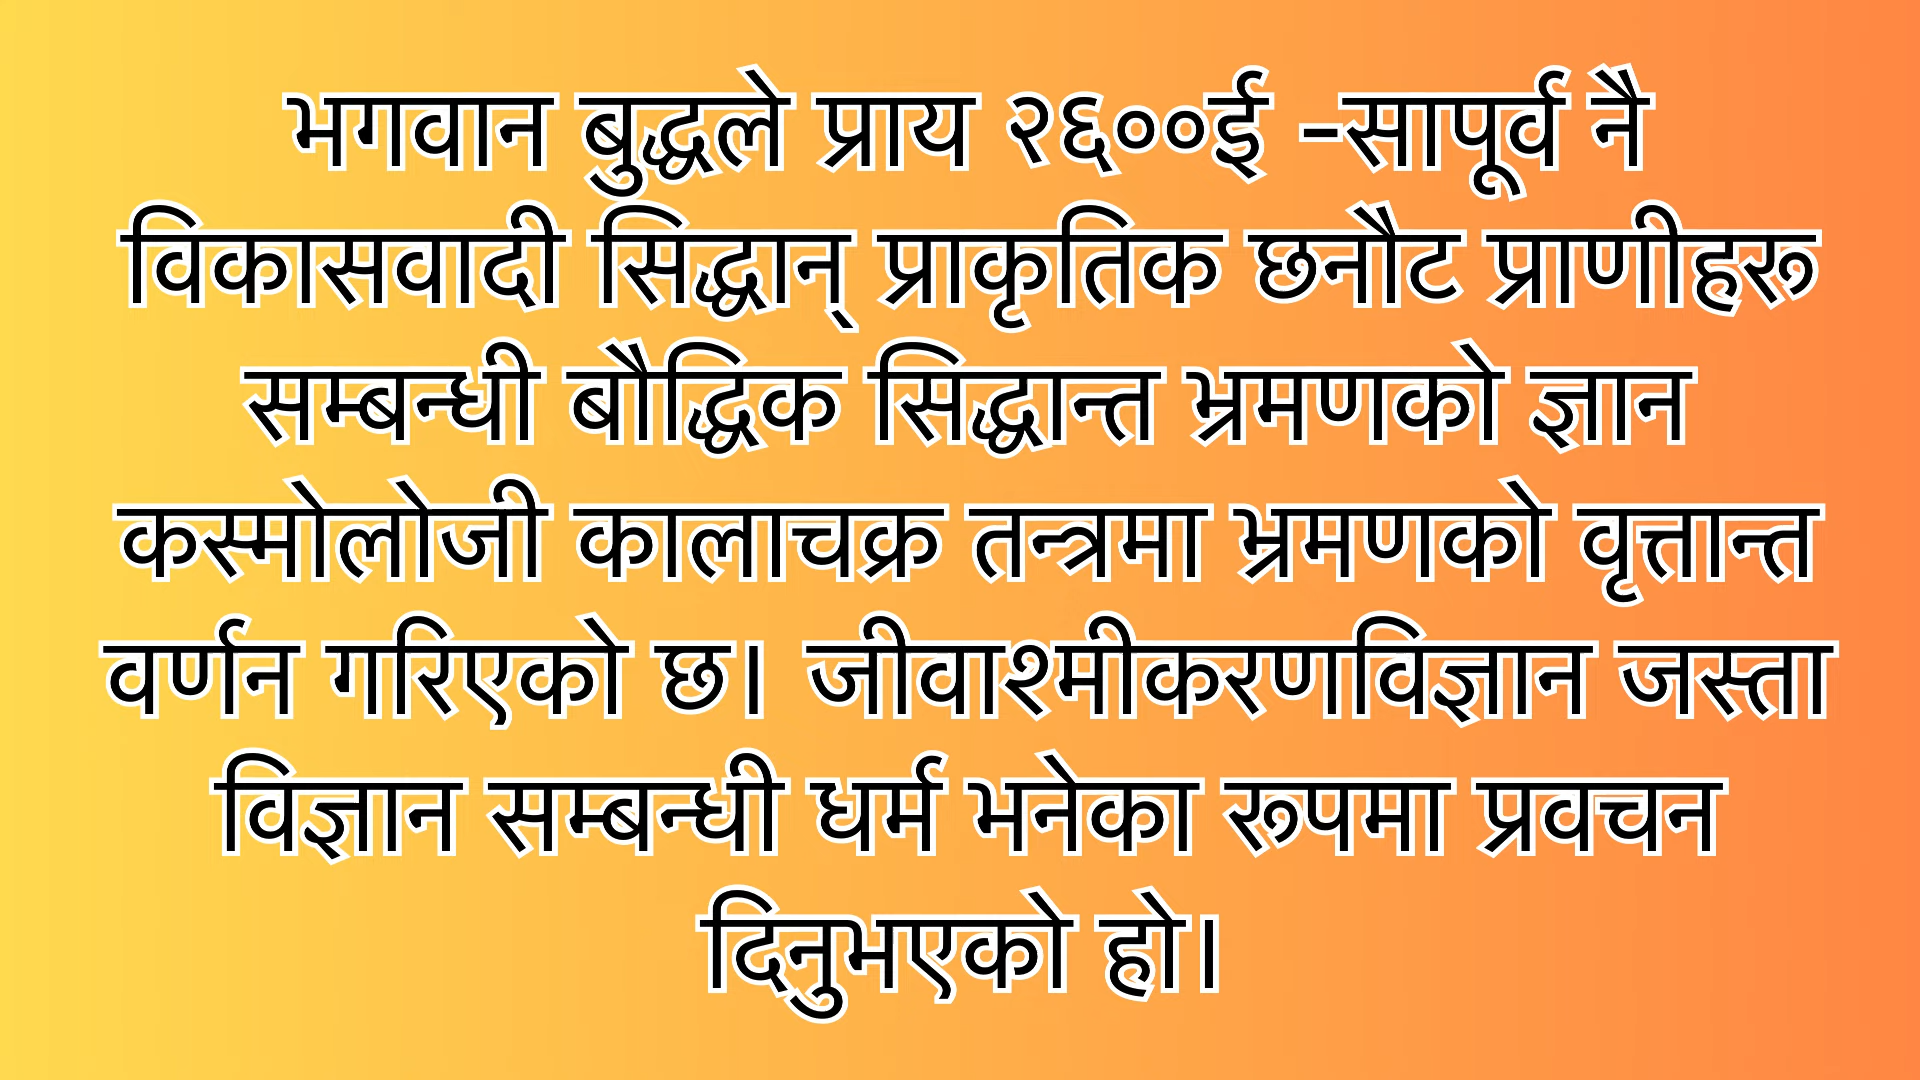 भगवान बुद्धले प्राय २६००ई -सापूर्व नै
विकासवादी सिद्धान् प्राकृतिक छनौट प्राणीहरू
सम्बन्धी बौद्धिक सिद्धान्त भ्रमणको ज्ञान
कस्मोलोजी कालाचक्र तन्त्रमा भ्रमणको वृत्तान्त
वर्णन गरिएको छ। जीवाश्मीकरणविज्ञान जस्ता
विज्ञान सम्बन्धी धर्म भनेका रूपमा प्रवचन
दिनुभएको हो।